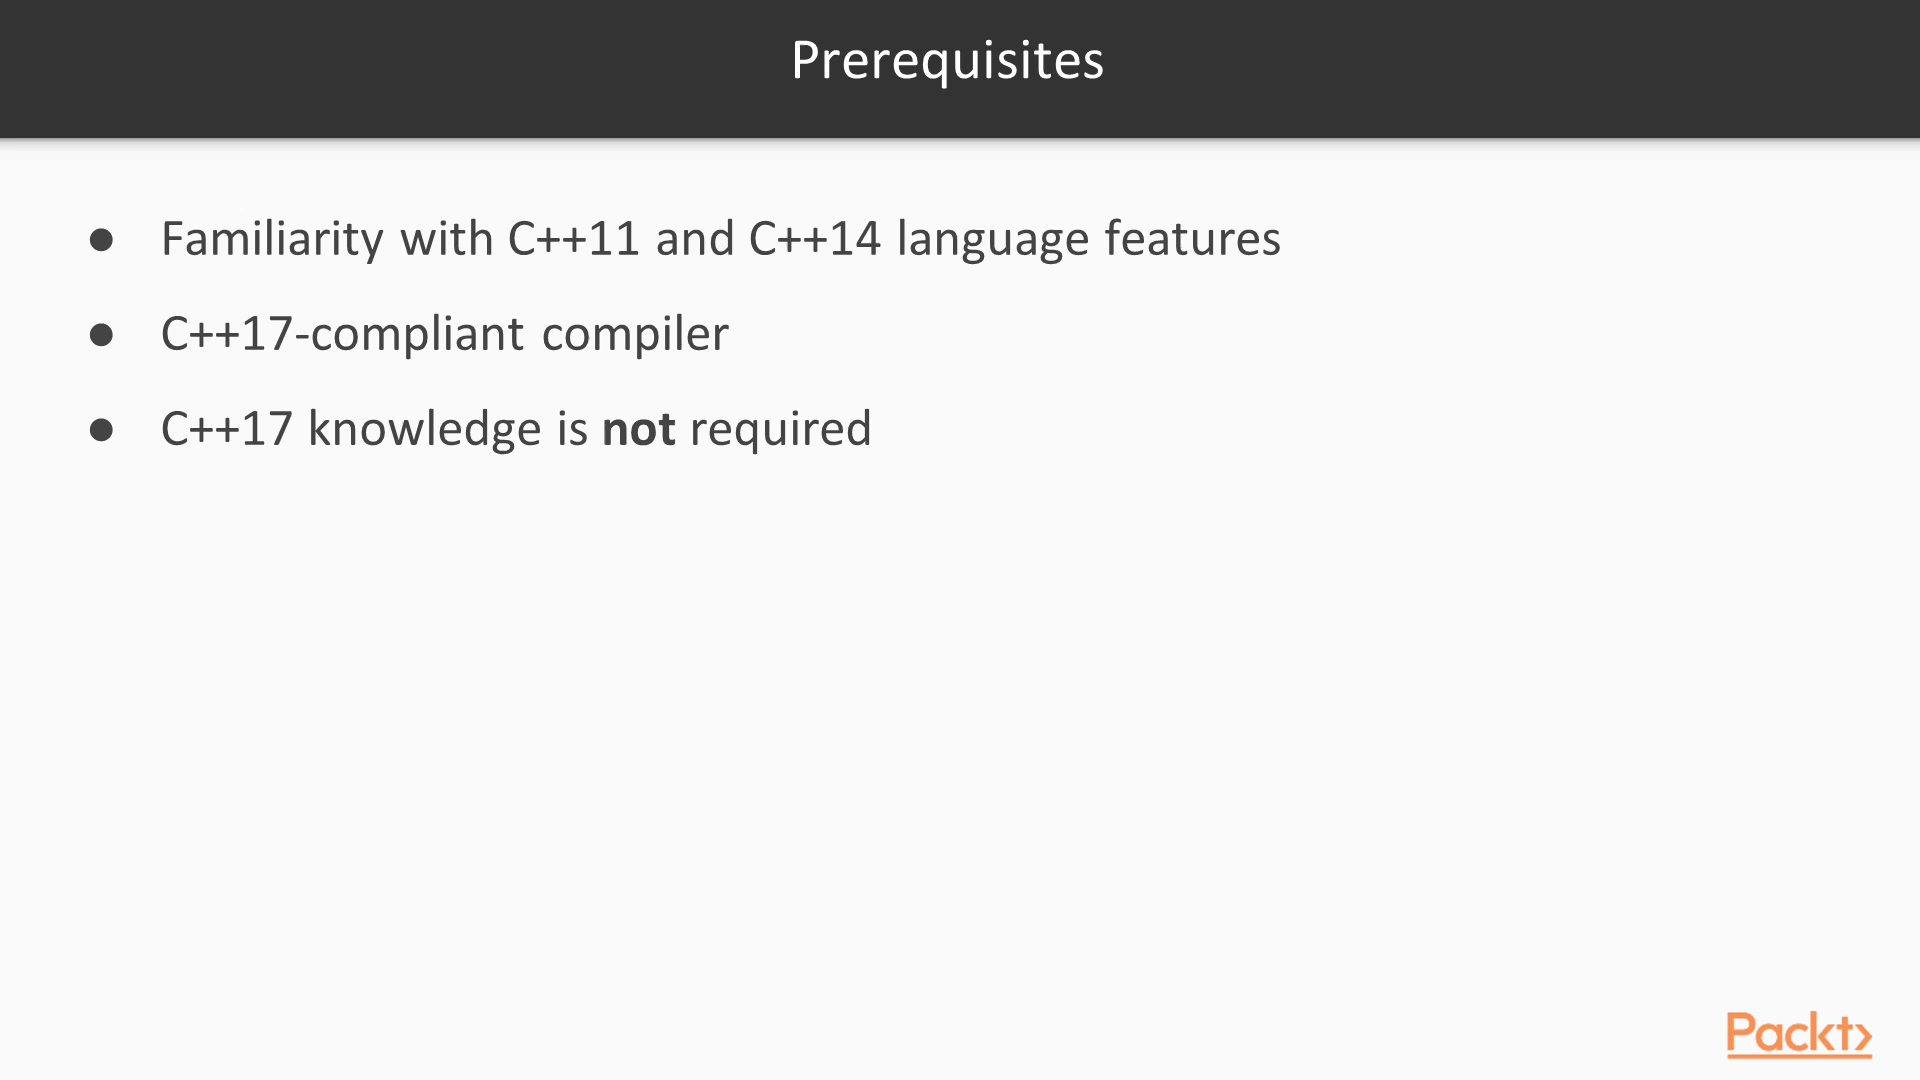 Prerequisites
● Familiarity with C++11 and C++14 language features
● C++17-compliant compiler
● C++17 knowledge is not required
Packt>